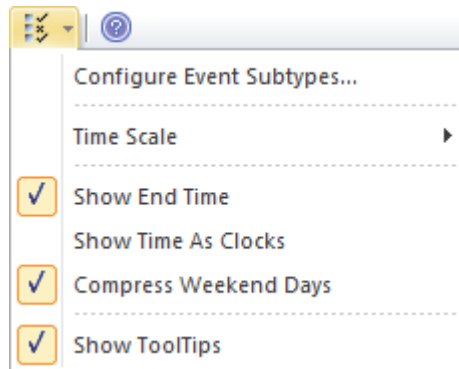 Configure Event Subtypes...
Time Scale
Show End Time
Show Time As Clocks
Compress Weekend Days
Show ToolTips